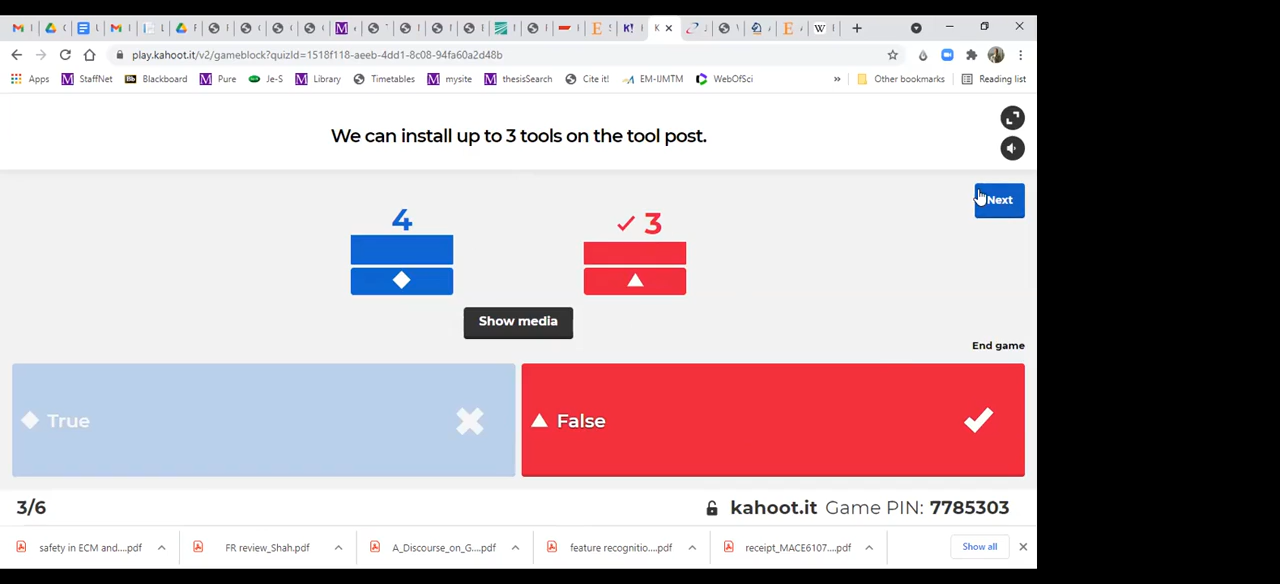 play.kahoot.it/v2/gameblock?quizId=1518f118-aeeb-4dd1-8c08-94fa60a2d48b
Apps StaffNet Blackboard Pure Je-S Library Timetables mysite thesisSearch Cite it! EM-IJMTM WebOfSci » Other bookmarks Reading list
We can install up to 3 tools on the tool post.
Next
4 3
Show media
End game
True False
3/6 kahoot.it Game PIN: 7785303
safety in ECM and....pdf FR review_Shah.pdf A_Discourse_on_G....pdf feature recognitio....pdf receipt_MACE6107....pdf Show all